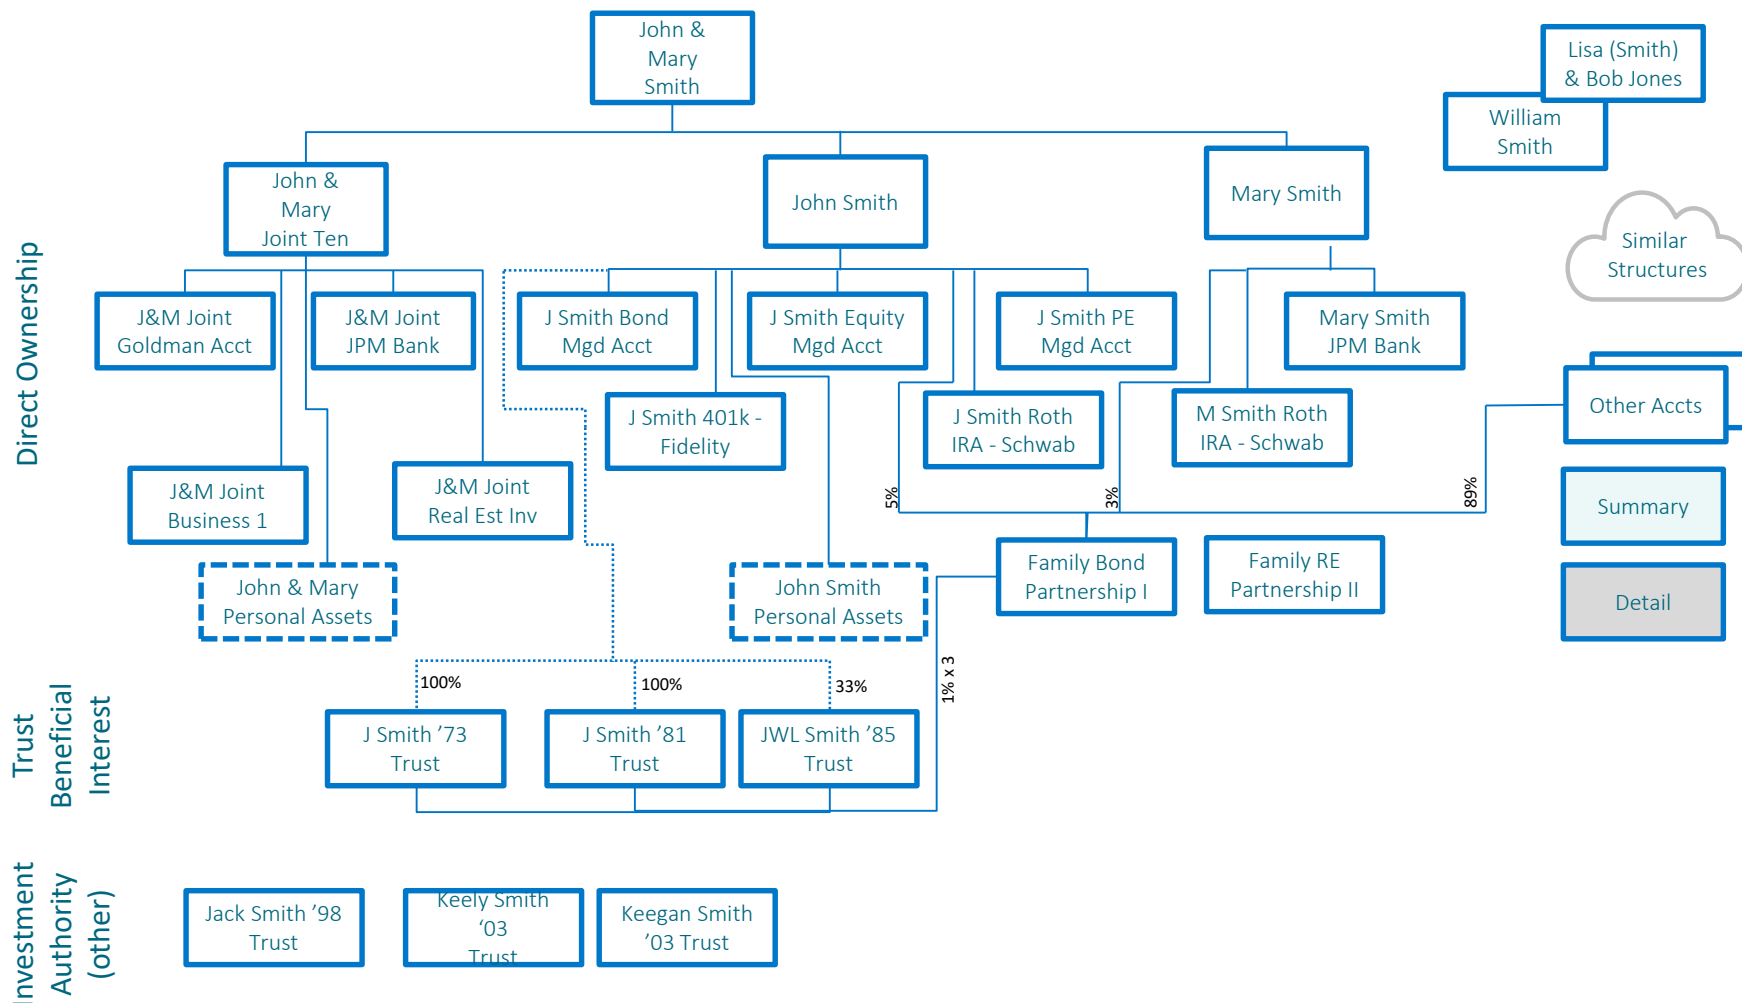 John &
Mary
Smith
Lisa (Smith)
& Bob Jones
William
Smith
John &
Mary
Joint Ten
John Smith
Mary Smith
Similar
Structures
Direct Ownership
J&M Joint
Goldman Acct
J&M Joint
JPM Bank
J Smith Bond
Mgd Acct
J Smith Equity
Mgd Acct
J Smith PE
Mgd Acct
Mary Smith
JPM Bank
J Smith 401k -
Fidelity
J Smith Roth
IRA - Schwab
M Smith Roth
IRA - Schwab
Other Accts
J&M Joint
Business 1
J&M Joint
Real Est Inv
5%
3%
89%
Summary
John & Mary
Personal Assets
John Smith
Personal Assets
Family Bond
Partnership I
Family RE
Partnership II
Detail
Trust
Beneficial
Interest
100%
100%
33%
1% x 3
J Smith ’73
Trust
J Smith ’81
Trust
JWL Smith ’85
Trust
Investment
Authority
(other)
Jack Smith ’98
Trust
Keely Smith
‘03
Trust
Keegan Smith
’03 Trust